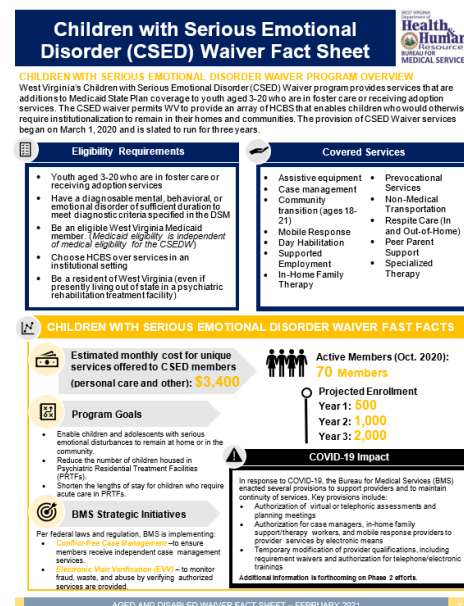 Children with Serious Emotional
Disorder (CSED) Waiver Fact Sheet
WEST VIRGINIA
Department of
Health &
Human
Resources
BUREAU FOR
MEDICAL SERVICES
CHILDREN WITH SERIOUS EMOTIONAL DISORDER WAIVER PROGRAM OVERVIEW
West Virginia's Children with Serious Emotional Disorder (CSED) Waiver program provides services that are
additions to Medicaid State Plan coverage to youth aged 3-20 who are in foster care or receiving adoption
services. The CSED waiver permits WV to provide an array of HCBS that enables children who would otherwise
require institutionalization to remain in their homes and communities. The provision of CSED Waiver services
began on March 1, 2020 and is slated to run for three years.
Eligibility Requirements
• Youth aged 3-20 who are in foster care or
receiving adoption services
• Have a diagnosable mental, behavioral, or
emotional disorder of sufficient duration to
meet diagnostic criteria specified in the DSM
• Be an eligible West Virginia Medicaid
member. (Medicaid eligibility is independent
of medical eligibility for the CSEDW)
• Choose HCBS over services in an
institutional setting
• Be a resident of West Virginia (even if
presently living out of state in a psychiatric
rehabilitation treatment facility)
Covered Services
• Assistive equipment
• Case management
• Community
transition (ages 18-
21)
• Mobile Response
• Day Habilitation
• Supported
Employment
• In-Home Family
Therapy
• Prevocational
Services
• Non-Medical
Transportation
• Respite Care (In
and Out-of-Home)
• Peer Parent
Support
• Specialized
Therapy
CHILDREN WITH SERIOUS EMOTIONAL DISORDER WAIVER FAST FACTS
Estimated monthly cost for unique
services offered to CSED members
(personal care and other): $3,400
Program Goals
• Enable children and adolescents with serious
emotional disturbances to remain at home or in the
community.
• Reduce the number of children housed in
Psychiatric Residential Treatment Facilities
(PRTFs).
• Shorten the lengths of stay for children who require
acute care in PRTFs.
BMS Strategic Initiatives
Per federal laws and regulation, BMS is implementing:
• Conflict-free Case Management –to ensure
members receive independent case management
services.
• Electronic Visit Verification (EVV) – to monitor
fraud, waste, and abuse by verifying authorized
services are provided.
Active Members (Oct. 2020):
70 Members
Projected Enrollment
Year 1: 500
Year 2: 1,000
Year 3: 2,000
COVID-19 Impact
In response to COVID-19, the Bureau for Medical Services (BMS)
enacted several provisions to support providers and to maintain
continuity of services. Key provisions include:
• Authorization of virtual or telephonic assessments and
planning meetings
• Authorization for case managers, in-home family
support/therapy workers, and mobile response providers to
provider services by electronic means
• Temporary modification of provider qualifications, including
requirement waivers and authorization for telephone/electronic
trainings
Additional information is forthcoming on Phase 2 efforts.
AGED AND DISABLED WAIVER FACT SHEET – FEBRUARY 2021